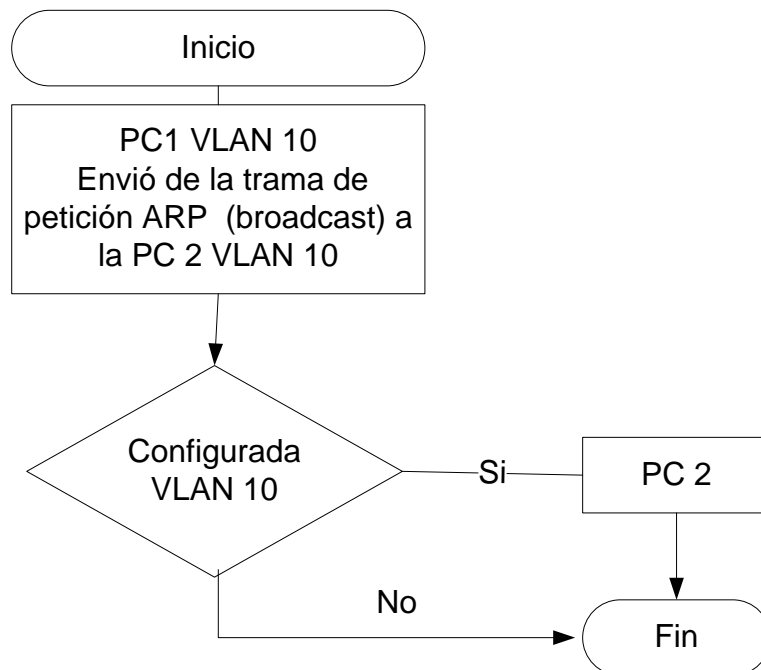 Inicio
PC1 VLAN 10
Envió de la trama de
petición ARP (broadcast) a
la PC 2 VLAN 10
Configurada
VLAN 10
Si
PC 2
No
Fin